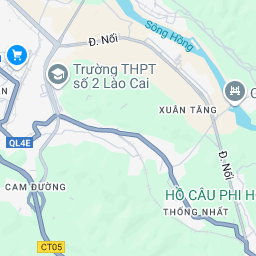 Sông Hồng
Đ. Nối
Trường THPT
số 2 Lào Cai
XUÂN TĂNG
QL4E
Đ. Nối
CAM ĐƯỜNG
HỒ CÂU PHI H
THỐNG NHẤT
CT05